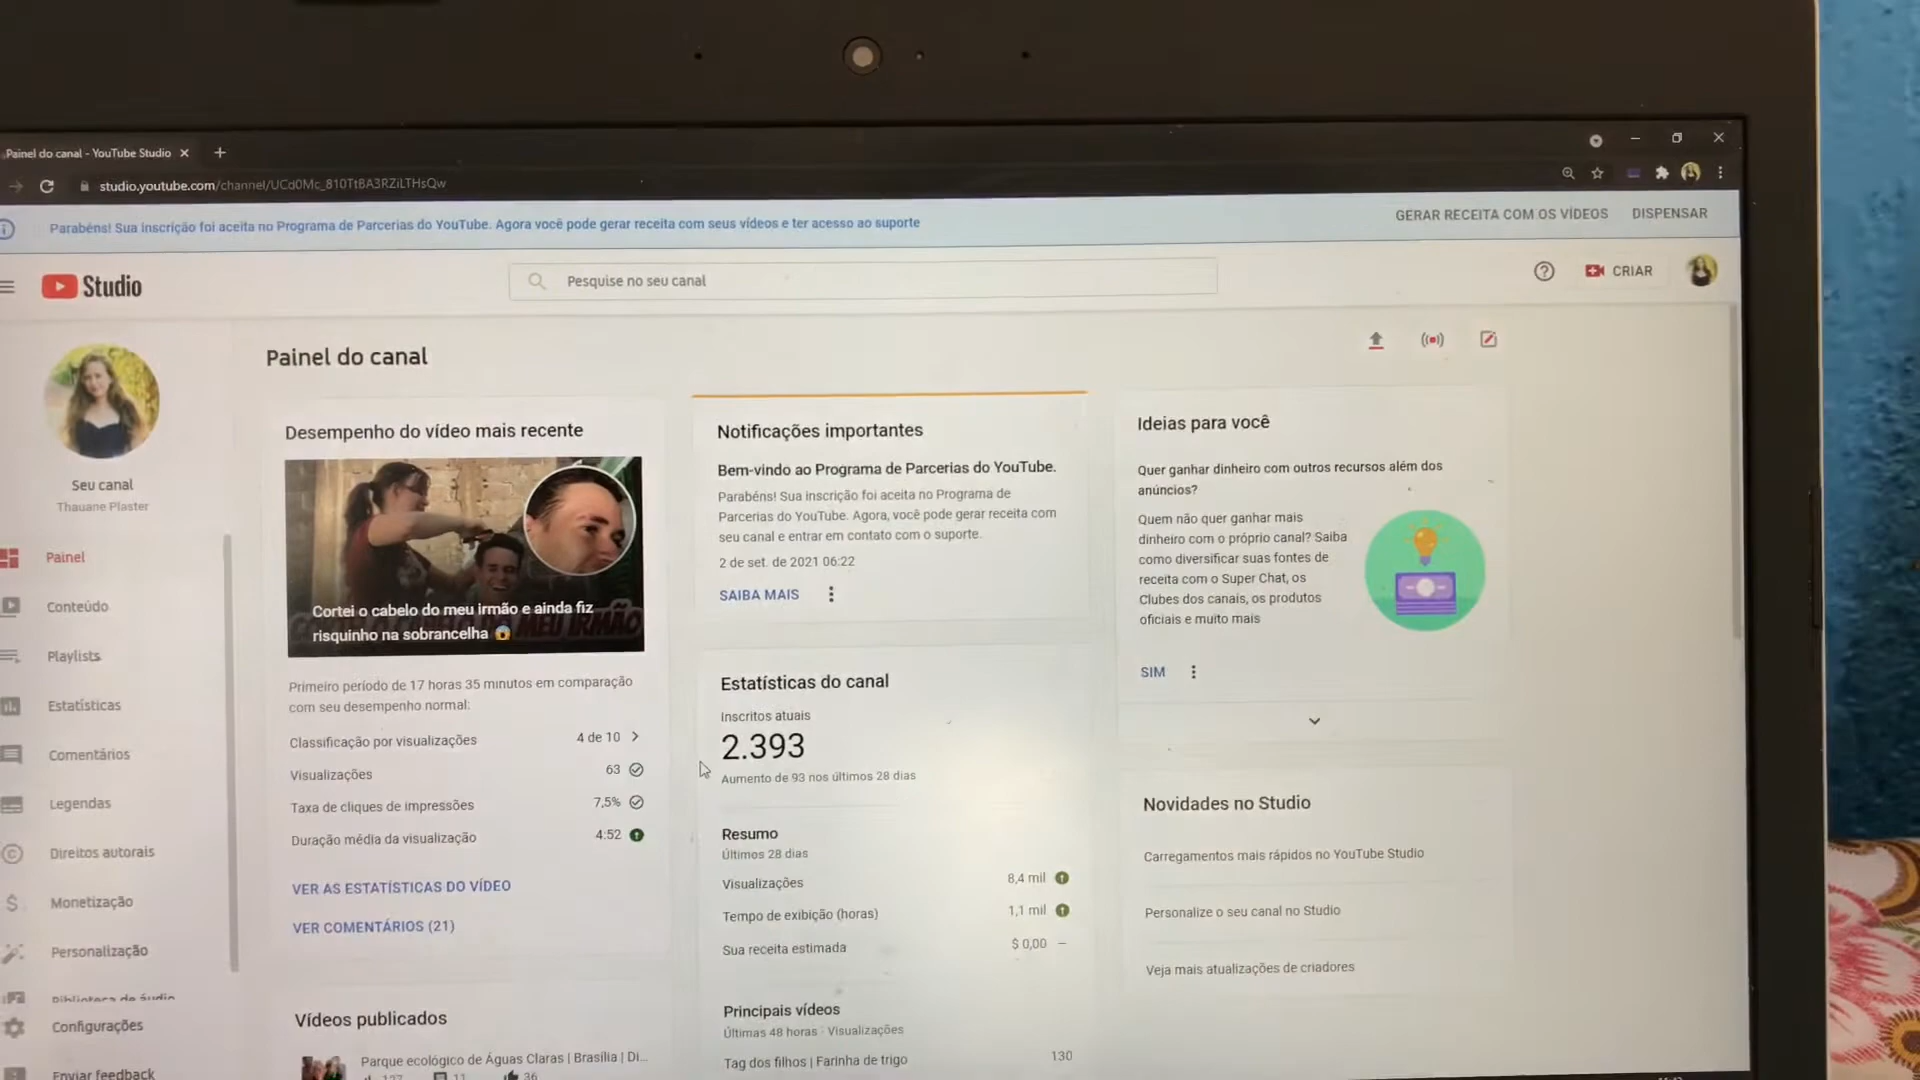 Painel do canal - YouTube Studio
studio.youtube.com/channel/UCd0Mc_810TtBA3RZiLTHsQw
Parabéns! Sua inscrição foi aceita no Programa de Parcerias do YouTube. Agora você pode gerar receita com seus vídeos e ter acesso ao suporte
GERAR RECEITA COM OS VÍDEOS
DISPENSAR
Studio
Pesquise no seu canal
CRIAR
Seu canal
Thauane Plaster
Painel
Conteúdo
Playlists
Estatísticas
Comentários
Legendas
Direitos autorais
Monetização
Personalização
Biblioteca de áudio
Configurações
Enviar feedback
Painel do canal
Desempenho do vídeo mais recente
Cortei o cabelo do meu irmão e ainda fiz
risquinho na sobrancelha
Primeiro período de 17 horas 35 minutos em comparação
com seu desempenho normal:
Classificação por visualizações 4 de 10
Visualizações 63
Taxa de cliques de impressões 7,5%
Duração média da visualização 4:52
VER AS ESTATÍSTICAS DO VÍDEO
VER COMENTÁRIOS (21)
Vídeos publicados
Parque ecológico de Águas Claras | Brasília | Di...
127 11 36
Notificações importantes
Bem-vindo ao Programa de Parcerias do YouTube.
Parabéns! Sua inscrição foi aceita no Programa de
Parcerias do YouTube. Agora, você pode gerar receita com
seu canal e entrar em contato com o suporte.
2 de set. de 2021 06:22
SAIBA MAIS
Estatísticas do canal
Inscritos atuais
2.393
Aumento de 93 nos últimos 28 dias
Resumo
Últimos 28 dias
Visualizações 8,4 mil
Tempo de exibição (horas) 1,1 mil
Sua receita estimada $ 0,00 —
Principais vídeos
Últimas 48 horas · Visualizações
Tag dos filhos | Farinha de trigo 130
Ideias para você
Quer ganhar dinheiro com outros recursos além dos
anúncios?
Quem não quer ganhar mais
dinheiro com o próprio canal? Saiba
como diversificar suas fontes de
receita com o Super Chat, os
Clubes dos canais, os produtos
oficiais e muito mais
SIM
Novidades no Studio
Carregamentos mais rápidos no YouTube Studio
Personalize o seu canal no Studio
Veja mais atualizações de criadores